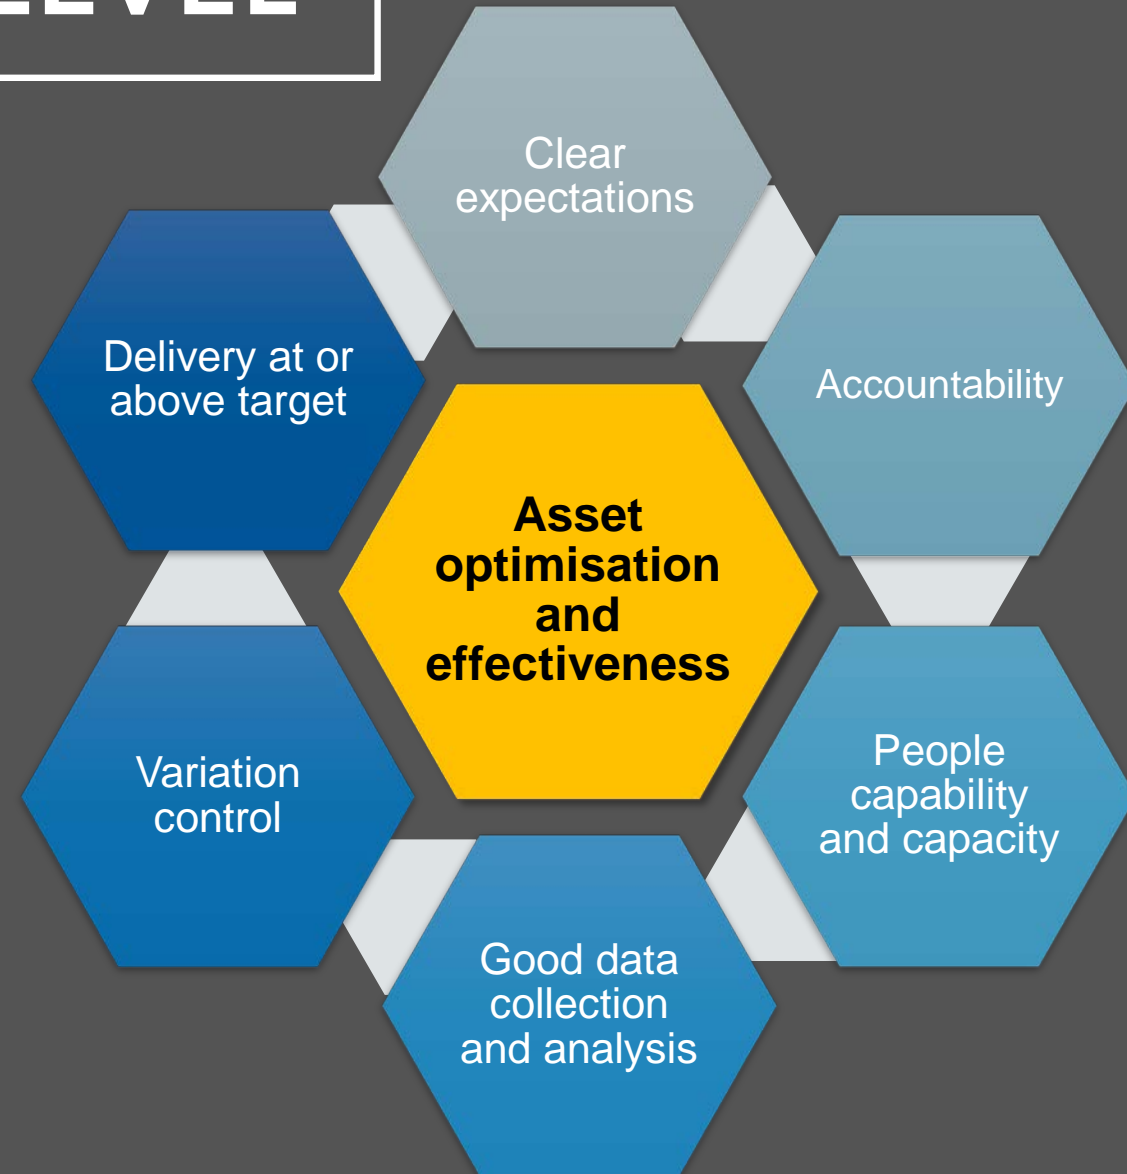 Clear
expectations
Accountability
People
capability
and capacity
Good data
collection
and analysis
Variation
control
Delivery at or
above target
Asset
optimisation
and
effectiveness